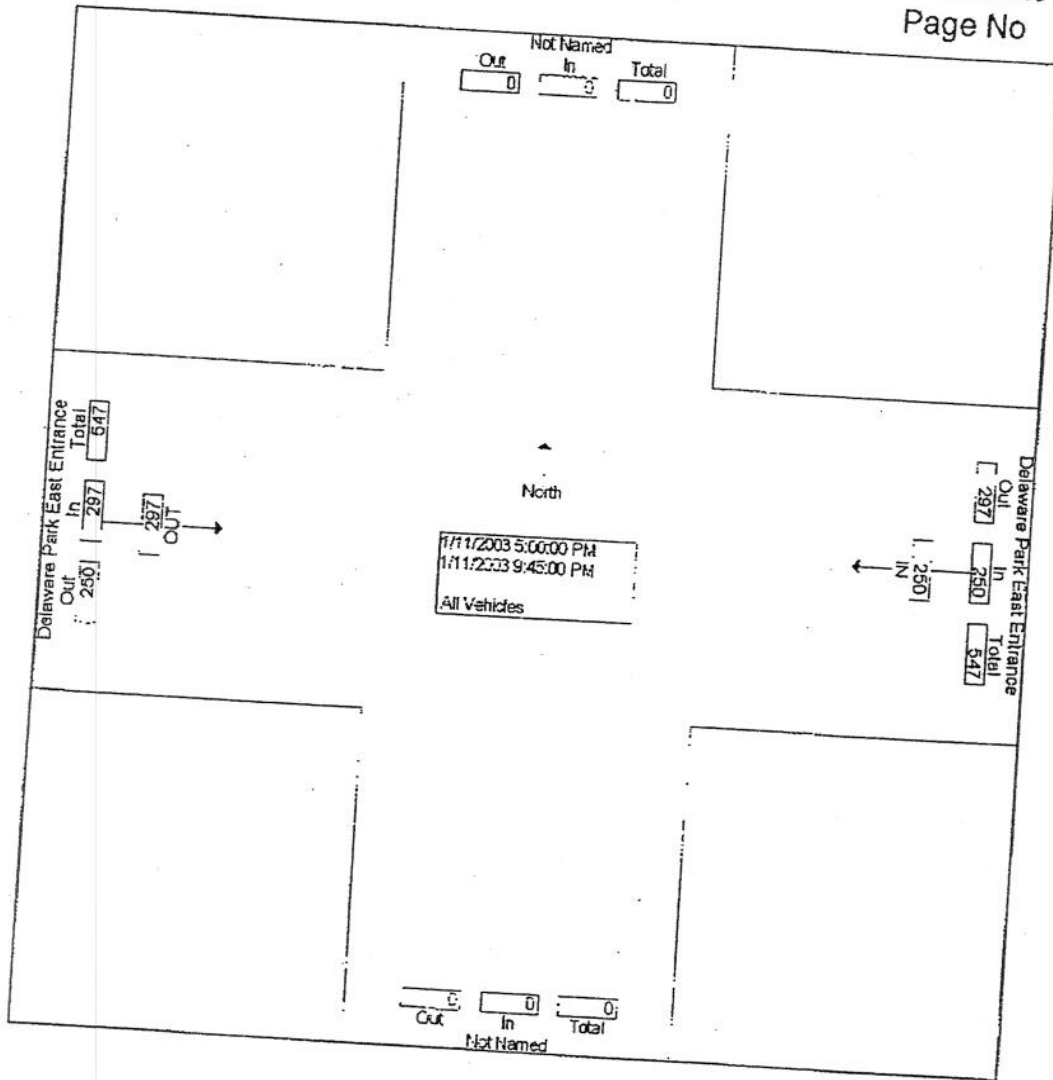 Page No
Not Named
Out In Total
0 0 0
Delaware Park East Entrance
Total In Out
547 297 250
297
OUT
North
1/11/2003 5:00:00 PM
1/11/2003 9:45:00 PM
All Vehicles
250
IN
Delaware Park East Entrance
Out In Total
297 250 547
0 0 0
Out In Total
Not Named